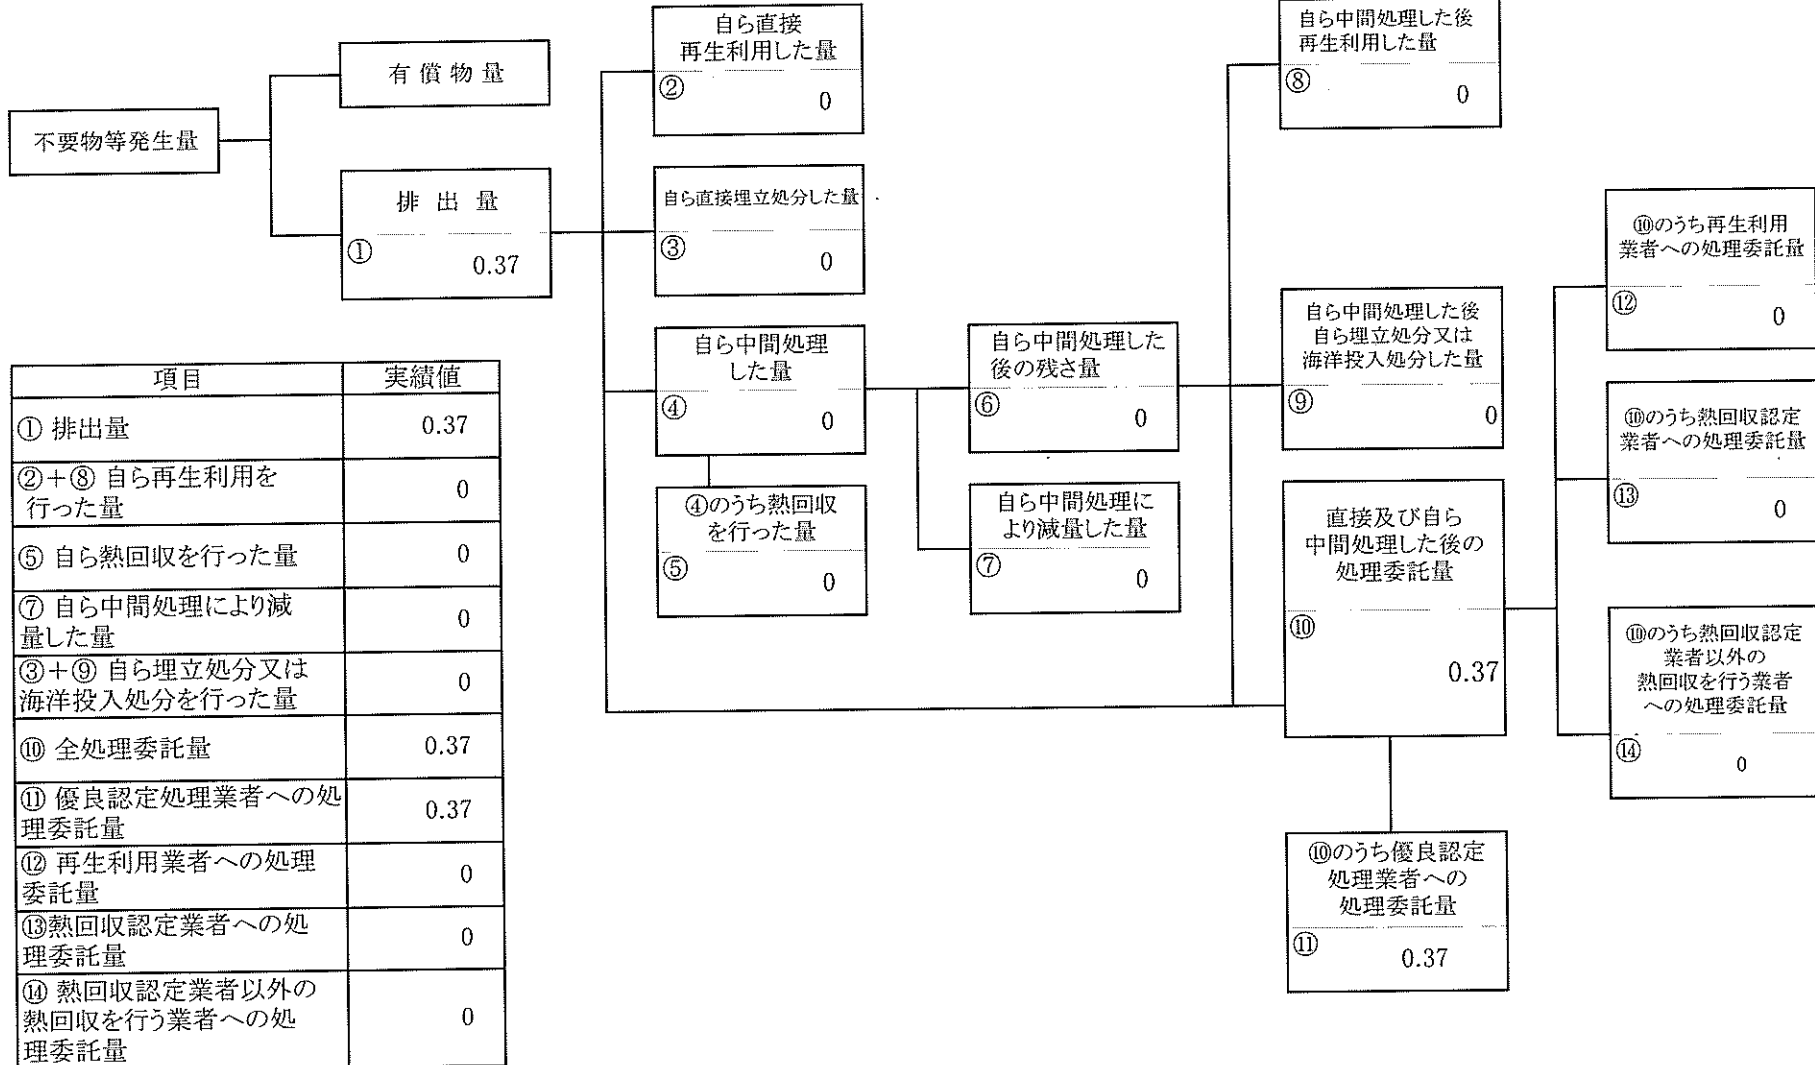 不要物等発生量
有償物量
排出量
①
0.37
自ら直接
再生利用した量
②
0
自ら直接埋立処分した量
③
0
自ら中間処理
した量
④
0
④のうち熱回収
を行った量
⑤
0
自ら中間処理した
後の残さ量
⑥
0
自ら中間処理に
より減量した量
⑦
0
自ら中間処理した後
再生利用した量
⑧
0
自ら中間処理した後
自ら埋立処分又は
海洋投入処分した量
⑨
0
直接及び自ら
中間処理した後の
処理委託量
⑩
0.37
⑩のうち優良認定
処理業者への
処理委託量
⑪
0.37
⑩のうち再生利用
業者への処理委託量
⑫
0
⑩のうち熱回収認定
業者への処理委託量
⑬
0
⑩のうち熱回収認定
業者以外の
熱回収を行う業者
への処理委託量
⑭
0
項目 実績値
① 排出量 0.37
②+⑧ 自ら再生利用を
行った量 0
⑤ 自ら熱回収を行った量 0
⑦ 自ら中間処理により減
量した量 0
③+⑨ 自ら埋立処分又は
海洋投入処分を行った量 0
⑩ 全処理委託量 0.37
⑪ 優良認定処理業者への処
理委託量 0.37
⑫ 再生利用業者への処理
委託量 0
⑬熱回収認定業者への処
理委託量 0
⑭ 熱回収認定業者以外の
熱回収を行う業者への処
理委託量 0